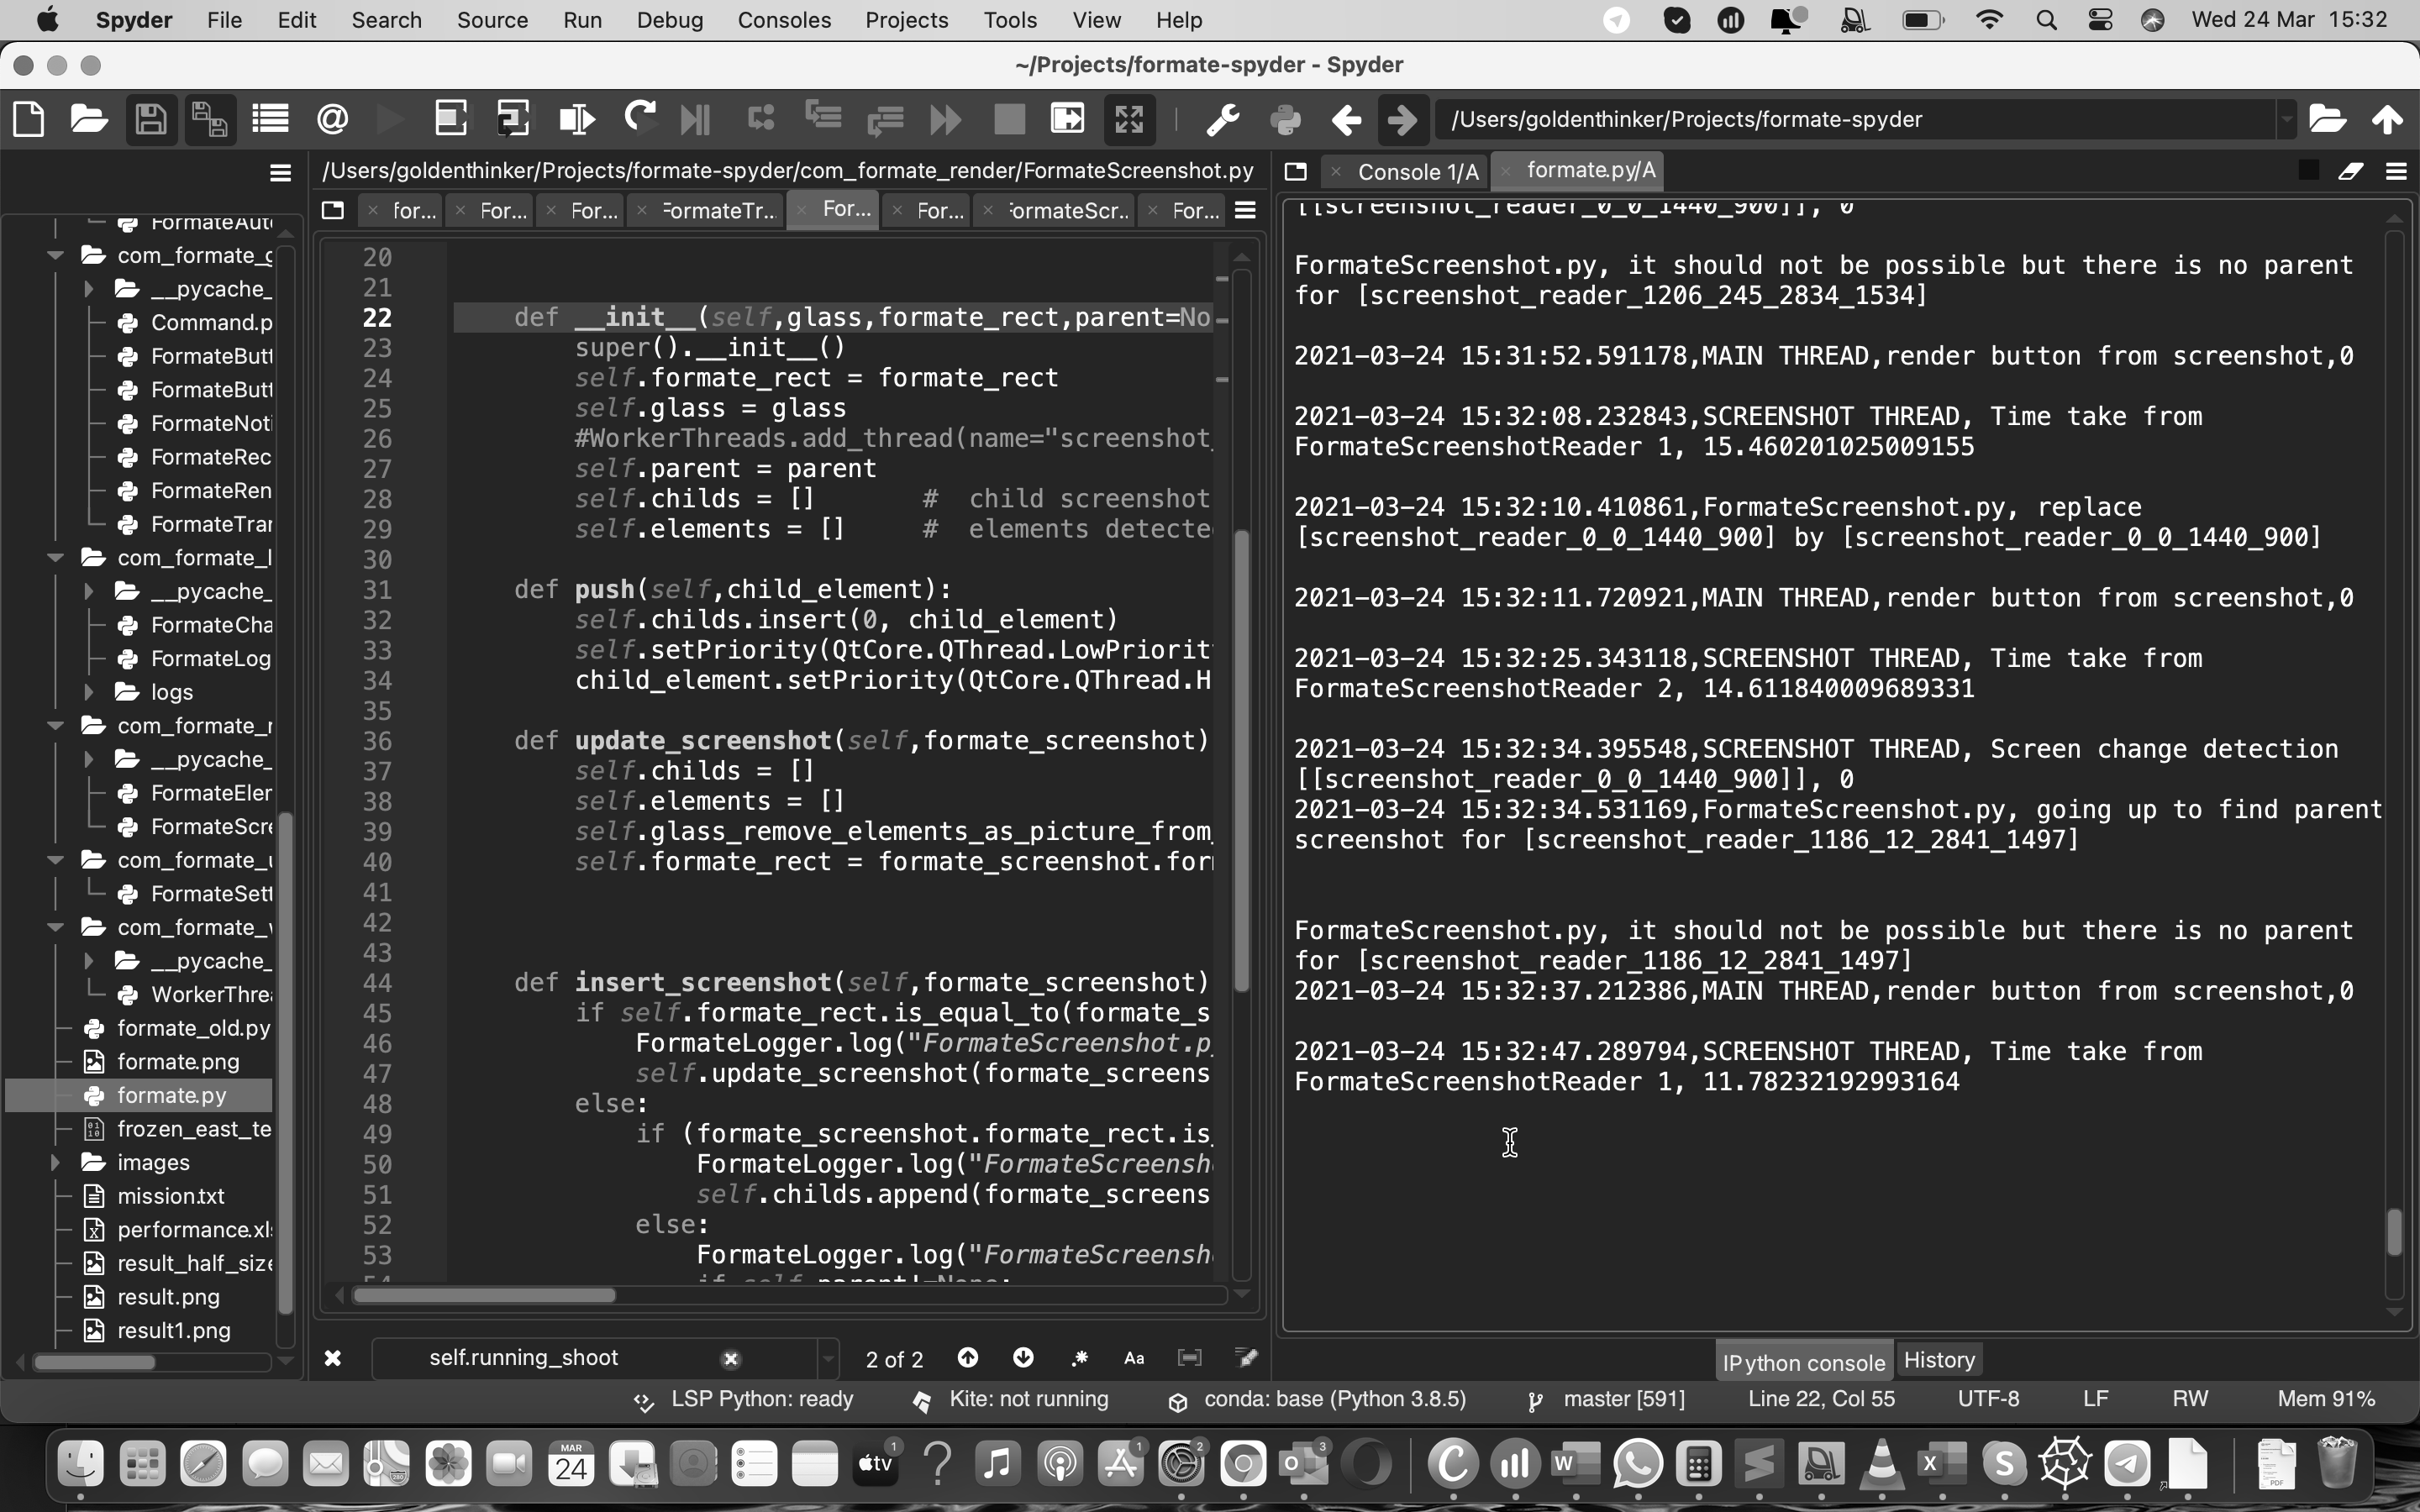 Spyder File Edit Search Source Run Debug Consoles Projects Tools View Help Wed 24 Mar 15:32
~/Projects/formate-spyder - Spyder
/Users/goldenthinker/Projects/formate-spyder
/Users/goldenthinker/Projects/formate-spyder/com_formate_render/FormateScreenshot.py
for... For... For... FormateTr... For... For... FormateScr... For...
FormateAut
com_formate_g
__pycache_
Command.p
FormateButt
FormateButt
FormateNoti
FormateRec
FormateRen
FormateTrar
com_formate_l
__pycache_
FormateCha
FormateLog
logs
com_formate_r
__pycache_
FormateElem
FormateScre
com_formate_u
FormateSett
com_formate_w
__pycache_
WorkerThrea
formate_old.py
formate.png
formate.py
frozen_east_te
images
mission.txt
performance.xl
result_half_size
result.png
result1.png
20
21
22 def __init__(self,glass,formate_rect,parent=No
23 super().__init__()
24 self.formate_rect = formate_rect
25 self.glass = glass
26 #WorkerThreads.add_thread(name="screenshot_
27 self.parent = parent
28 self.childs = [] # child screenshot
29 self.elements = [] # elements detecte
30
31 def push(self,child_element):
32 self.childs.insert(0, child_element)
33 self.setPriority(QtCore.QThread.LowPriorit
34 child_element.setPriority(QtCore.QThread.H
35
36 def update_screenshot(self,formate_screenshot)
37 self.childs = []
38 self.elements = []
39 self.glass_remove_elements_as_picture_from_
40 self.formate_rect = formate_screenshot.for
41
42
43
44 def insert_screenshot(self,formate_screenshot)
45 if self.formate_rect.is_equal_to(formate_s
46 FormateLogger.log("FormateScreenshot.p
47 self.update_screenshot(formate_screens
48 else:
49 if (formate_screenshot.formate_rect.is_
50 FormateLogger.log("FormateScreensh
51 self.childs.append(formate_screens
52 else:
53 FormateLogger.log("FormateScreensh
54 if self.parent!=None:
self.running_shoot 2 of 2 .* Aa
Console 1/A formate.py/A
[[screenshot_reader_0_0_1440_900]], 0
FormateScreenshot.py, it should not be possible but there is no parent
for [screenshot_reader_1206_245_2834_1534]
2021-03-24 15:31:52.591178,MAIN THREAD,render button from screenshot,0
2021-03-24 15:32:08.232843,SCREENSHOT THREAD, Time take from
FormateScreenshotReader 1, 15.460201025009155
2021-03-24 15:32:10.410861,FormateScreenshot.py, replace
[screenshot_reader_0_0_1440_900] by [screenshot_reader_0_0_1440_900]
2021-03-24 15:32:11.720921,MAIN THREAD,render button from screenshot,0
2021-03-24 15:32:25.343118,SCREENSHOT THREAD, Time take from
FormateScreenshotReader 2, 14.611840009689331
2021-03-24 15:32:34.395548,SCREENSHOT THREAD, Screen change detection
[[screenshot_reader_0_0_1440_900]], 0
2021-03-24 15:32:34.531169,FormateScreenshot.py, going up to find parent
screenshot for [screenshot_reader_1186_12_2841_1497]
FormateScreenshot.py, it should not be possible but there is no parent
for [screenshot_reader_1186_12_2841_1497]
2021-03-24 15:32:37.212386,MAIN THREAD,render button from screenshot,0
2021-03-24 15:32:47.289794,SCREENSHOT THREAD, Time take from
FormateScreenshotReader 1, 11.78232192993164
IPython console History
LSP Python: ready Kite: not running conda: base (Python 3.8.5) master [591] Line 22, Col 55 UTF-8 LF RW Mem 91%
MAR
24
tv 1
1
2
3
W
X
S
PDF